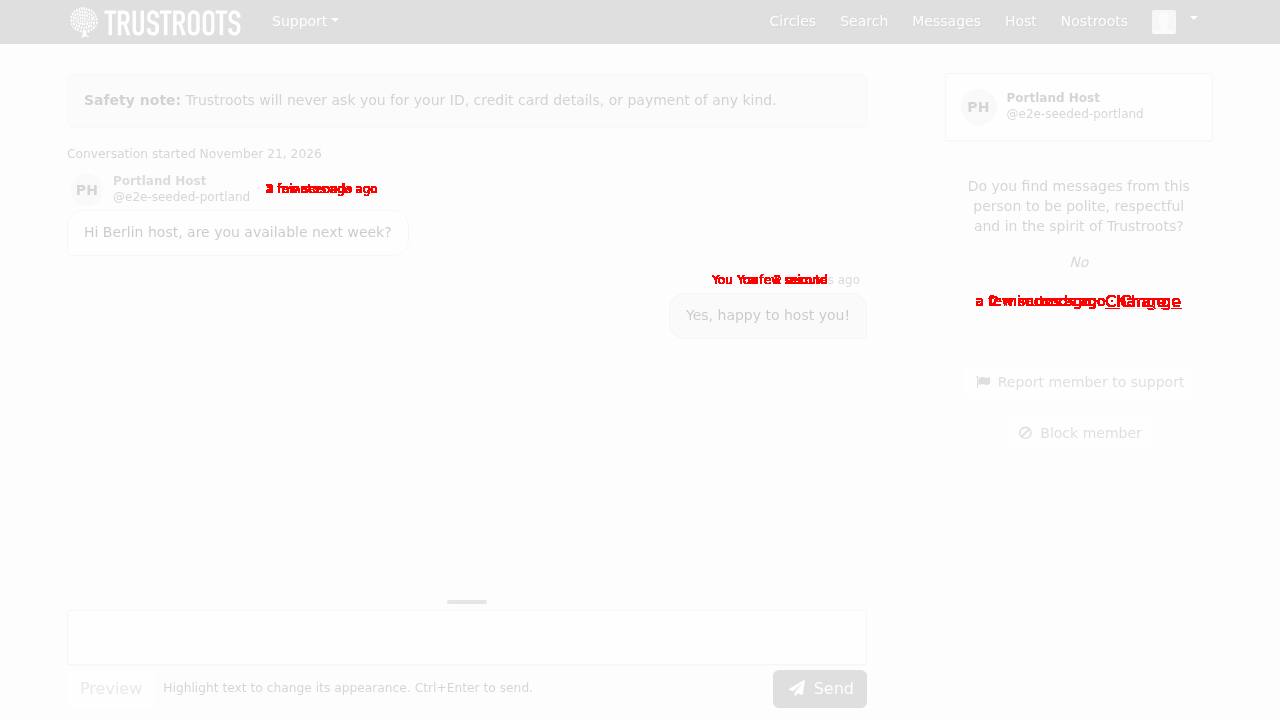 TRUSTROOTS Support Circles Search Messages Host Nostroots
Safety note: Trustroots will never ask you for your ID, credit card details, or payment of any kind.
Conversation started November 21, 2026
PH Portland Host
@e2e-seeded-portland
ago
Hi Berlin host, are you available next week?
You ago
Yes, happy to host you!
Preview Highlight text to change its appearance. Ctrl+Enter to send. Send
PH Portland Host
@e2e-seeded-portland
Do you find messages from this
person to be polite, respectful
and in the spirit of Trustroots?
No
Change
Report member to support
Block member